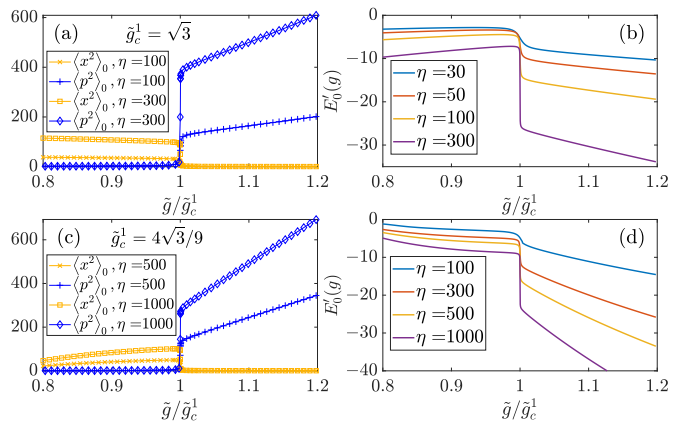 (a) g̃_c^1 = √3
⟨x²⟩₀, η = 100
⟨p²⟩₀, η = 100
⟨x²⟩₀, η = 300
⟨p²⟩₀, η = 300
600
400
200
0
0.8 0.9 1 1.1 1.2
g̃/g̃_c^1
(b)
η = 30
η = 50
η = 100
η = 300
E₀′(g)
0
-10
-20
-30
0.8 0.9 1 1.1 1.2
g̃/g̃_c^1
(c) g̃_c^1 = 4√3/9
⟨x²⟩₀, η = 500
⟨p²⟩₀, η = 500
⟨x²⟩₀, η = 1000
⟨p²⟩₀, η = 1000
600
400
200
0
0.8 0.9 1 1.1 1.2
g̃/g̃_c^1
(d)
η = 100
η = 300
η = 500
η = 1000
E₀′(g)
0
-10
-20
-30
-40
0.8 0.9 1 1.1 1.2
g̃/g̃_c^1